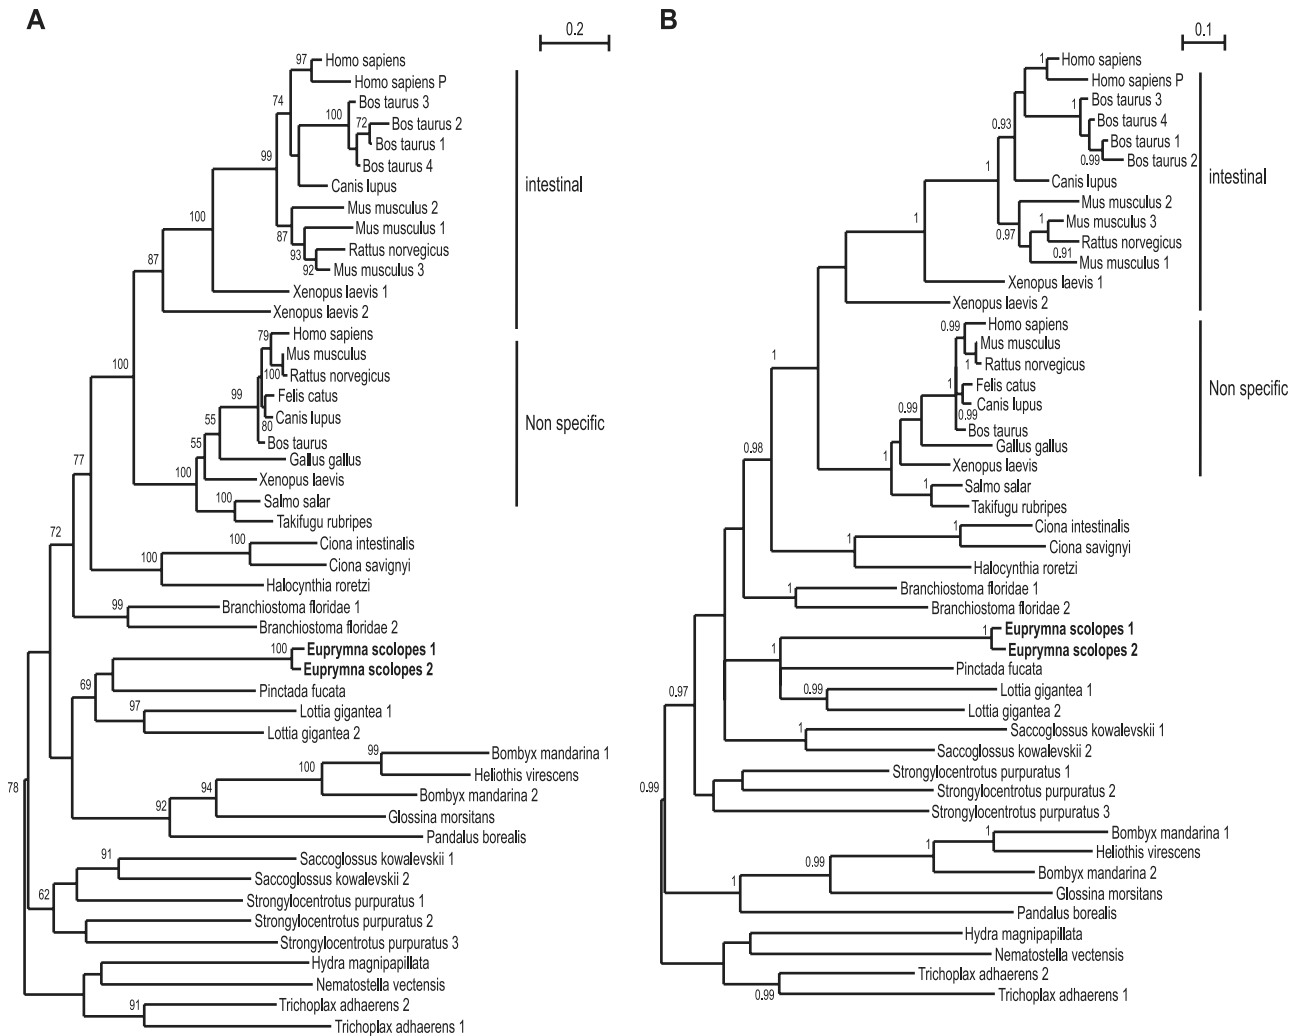 A
0.2
97
Homo sapiens
Homo sapiens P
74
100
Bos taurus 3
72
Bos taurus 2
Bos taurus 1
Bos taurus 4
99
Canis lupus
intestinal
Mus musculus 2
100
87
Mus musculus 1
93
Rattus norvegicus
92
Mus musculus 3
87
Xenopus laevis 1
Xenopus laevis 2
79
Homo sapiens
Mus musculus
100
Rattus norvegicus
100
99
Felis catus
Canis lupus
55
80
Non specific
55
Bos taurus
Gallus gallus
77
100
Xenopus laevis
100
Salmo salar
Takifugu rubripes
72
100
Ciona intestinalis
100
Ciona savignyi
Halocynthia roretzi
99
Branchiostoma floridae 1
Branchiostoma floridae 2
100
Euprymna scolopes 1
Euprymna scolopes 2
69
Pinctada fucata
97
Lottia gigantea 1
Lottia gigantea 2
99
Bombyx mandarina 1
100
Heliothis virescens
78
94
Bombyx mandarina 2
92
Glossina morsitans
Pandalus borealis
91
Saccoglossus kowalevskii 1
Saccoglossus kowalevskii 2
62
Strongylocentrotus purpuratus 1
Strongylocentrotus purpuratus 2
Strongylocentrotus purpuratus 3
Hydra magnipapillata
Nematostella vectensis
91
Trichoplax adhaerens 2
Trichoplax adhaerens 1
B
0.1
1
Homo sapiens
Homo sapiens P
1
Bos taurus 3
0.93
Bos taurus 4
Bos taurus 1
0.99
Bos taurus 2
1
Canis lupus
intestinal
Mus musculus 2
1
1
Mus musculus 3
0.97
Rattus norvegicus
0.91
Mus musculus 1
Xenopus laevis 1
Xenopus laevis 2
0.99
Homo sapiens
Mus musculus
1
1
Rattus norvegicus
1
Felis catus
Non specific
0.99
Canis lupus
0.99
Bos taurus
Gallus gallus
0.98
1
Xenopus laevis
1
Salmo salar
Takifugu rubripes
1
Ciona intestinalis
1
Ciona savignyi
Halocynthia roretzi
1
Branchiostoma floridae 1
Branchiostoma floridae 2
1
Euprymna scolopes 1
1
Euprymna scolopes 2
Pinctada fucata
0.97
0.99
Lottia gigantea 1
Lottia gigantea 2
1
Saccoglossus kowalevskii 1
Saccoglossus kowalevskii 2
Strongylocentrotus purpuratus 1
0.99
Strongylocentrotus purpuratus 2
Strongylocentrotus purpuratus 3
1
Bombyx mandarina 1
1
Heliothis virescens
0.99
Bombyx mandarina 2
1
Glossina morsitans
Pandalus borealis
Hydra magnipapillata
Nematostella vectensis
Trichoplax adhaerens 2
0.99
Trichoplax adhaerens 1